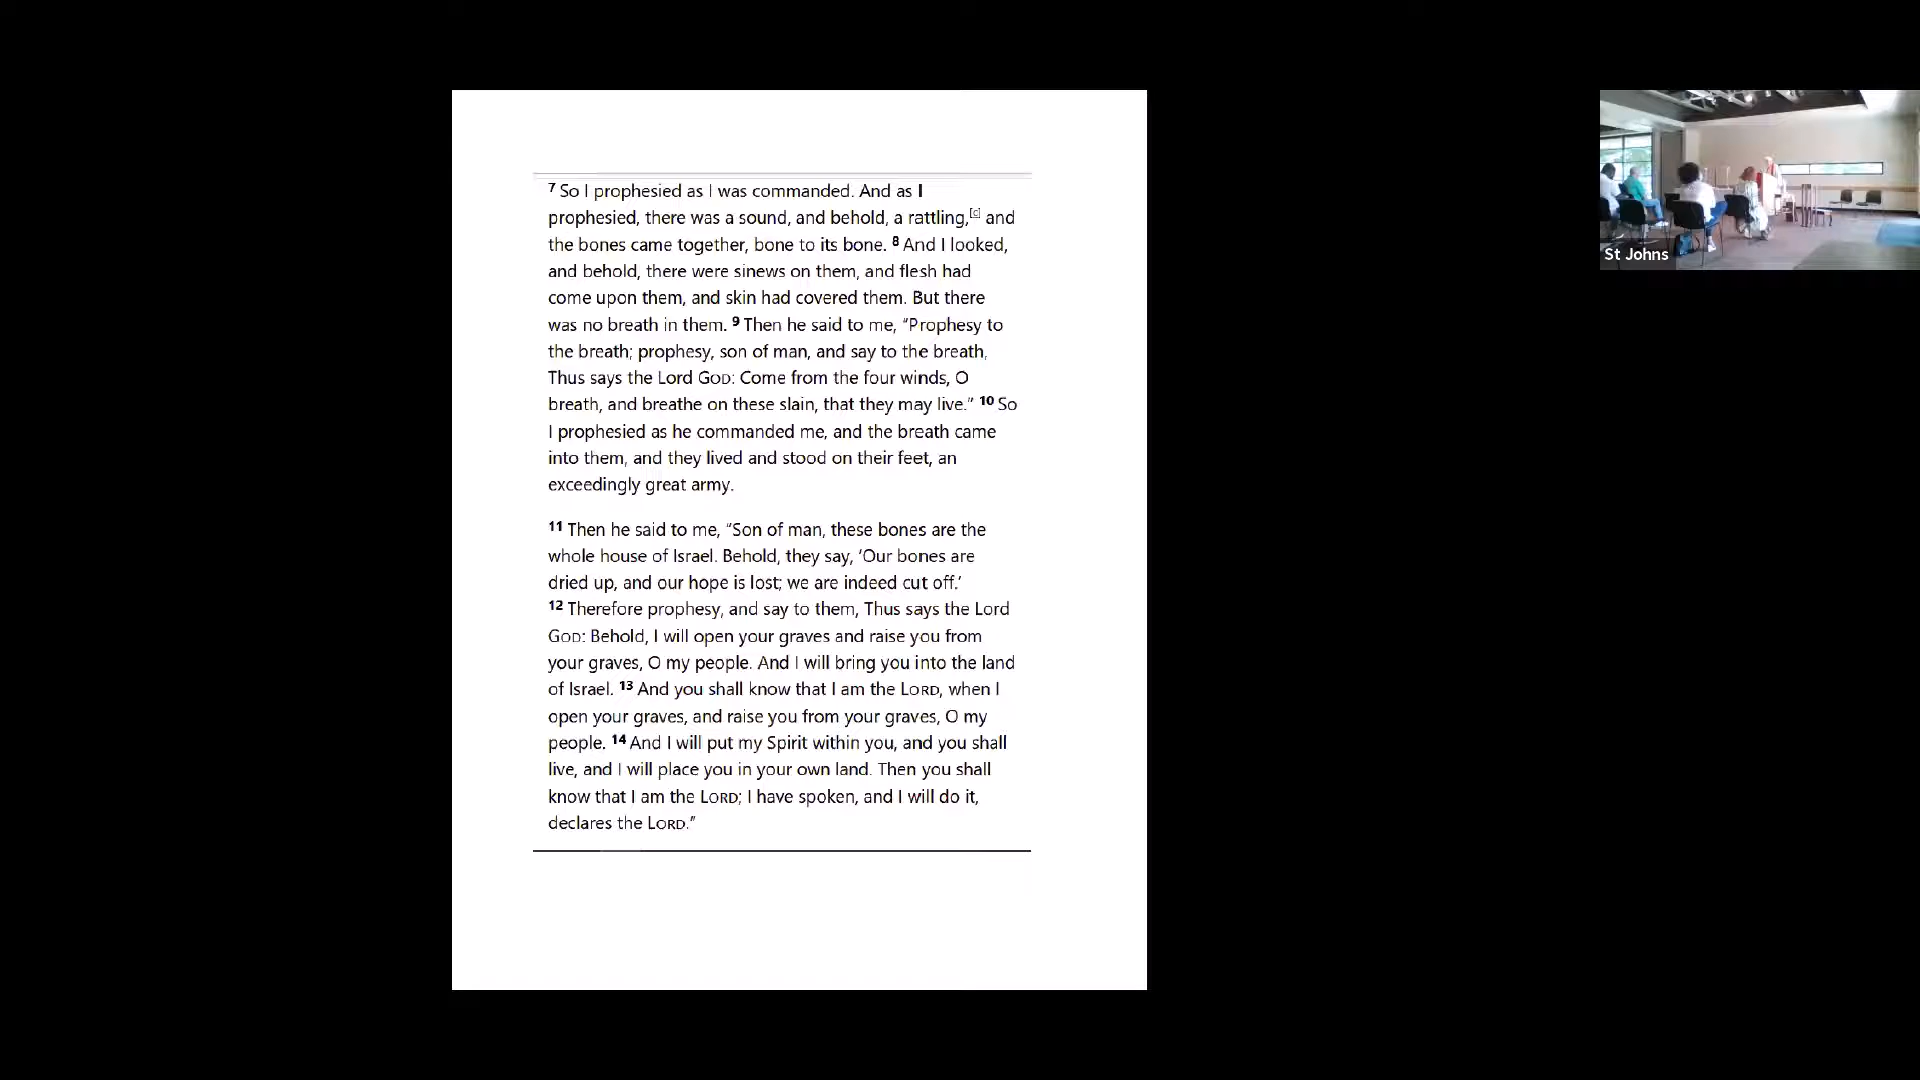 7 So I prophesied as I was commanded. And as I
prophesied, there was a sound, and behold, a rattling,[c] and
the bones came together, bone to its bone. 8 And I looked,
and behold, there were sinews on them, and flesh had
come upon them, and skin had covered them. But there
was no breath in them. 9 Then he said to me, “Prophesy to
the breath; prophesy, son of man, and say to the breath,
Thus says the Lord GOD: Come from the four winds, O
breath, and breathe on these slain, that they may live.” 10 So
I prophesied as he commanded me, and the breath came
into them, and they lived and stood on their feet, an
exceedingly great army.
11 Then he said to me, “Son of man, these bones are the
whole house of Israel. Behold, they say, ‘Our bones are
dried up, and our hope is lost; we are indeed cut off.’
12 Therefore prophesy, and say to them, Thus says the Lord
GOD: Behold, I will open your graves and raise you from
your graves, O my people. And I will bring you into the land
of Israel. 13 And you shall know that I am the LORD, when I
open your graves, and raise you from your graves, O my
people. 14 And I will put my Spirit within you, and you shall
live, and I will place you in your own land. Then you shall
know that I am the LORD; I have spoken, and I will do it,
declares the LORD.”
St Johns